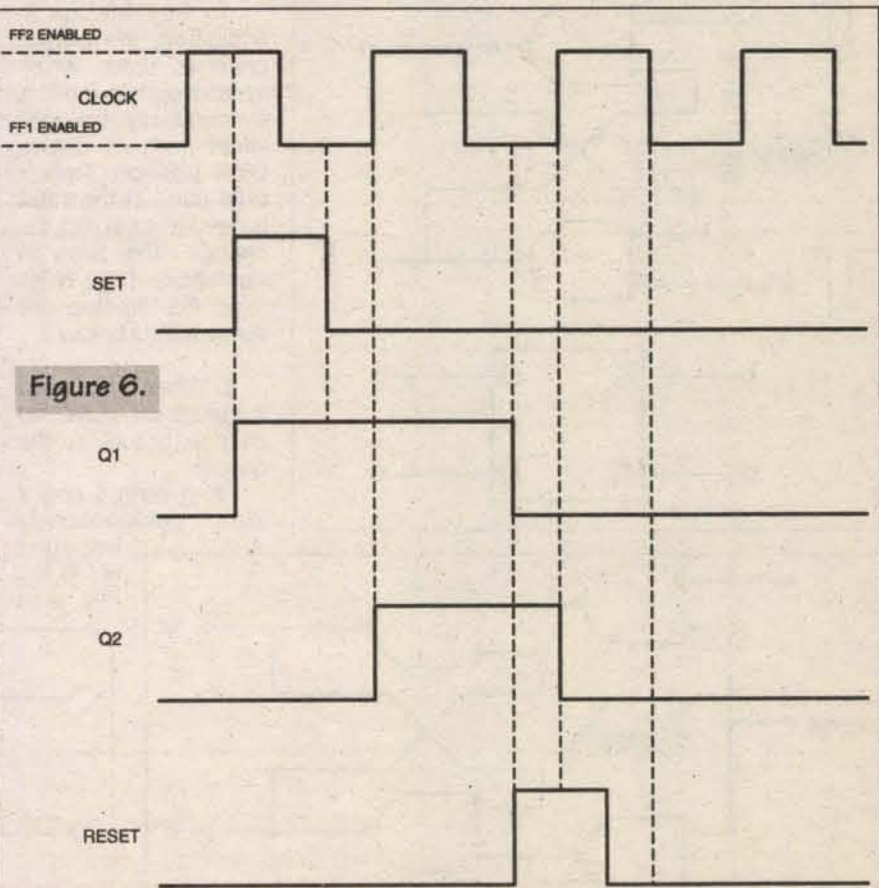 FF2 ENABLED
CLOCK
FF1 ENABLED
SET
Figure 6.
Q1
Q2
RESET